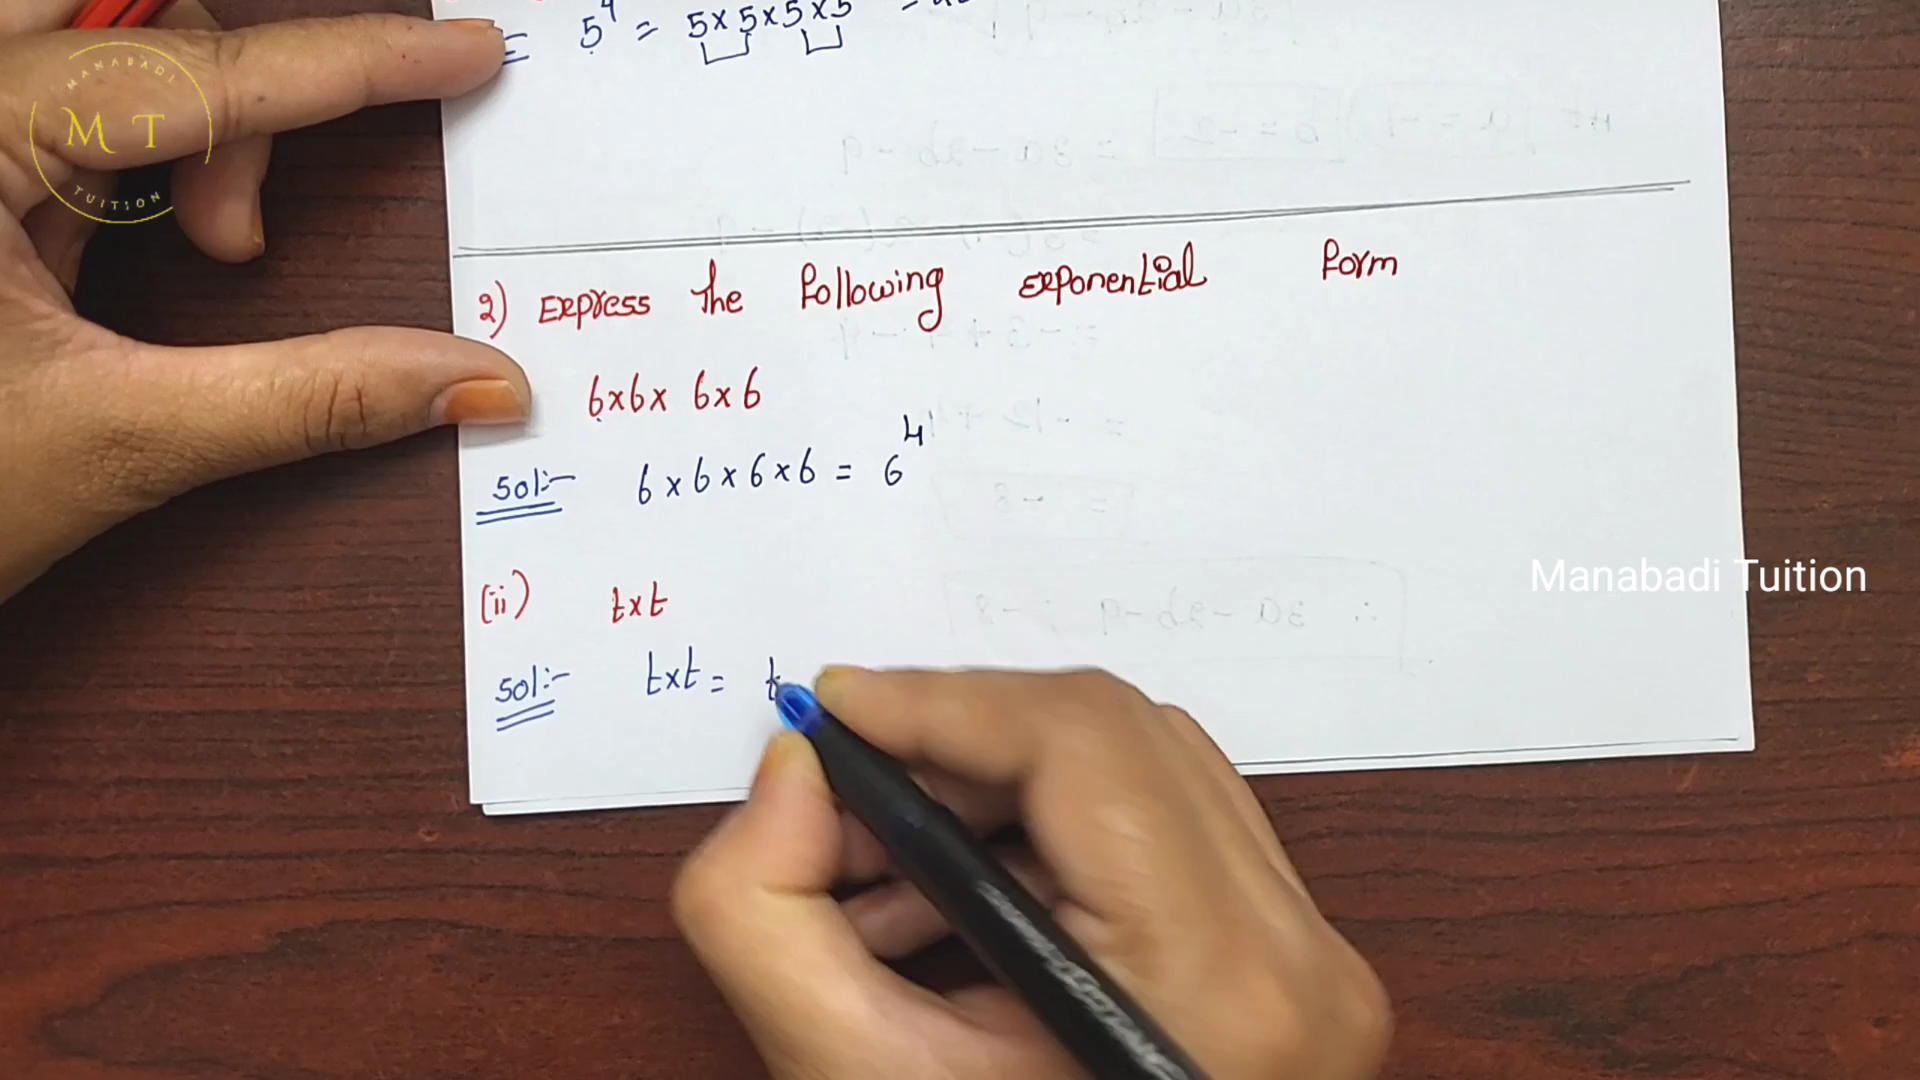 MANABADI
M T
TUITION
5⁴ = 5×5×5×5 =
2) Express the following exponential form
6×6× 6×6
Sol:- 6×6×6×6 = 6⁴
(ii) t×t
Sol:- t×t = t
Manabadi Tuition